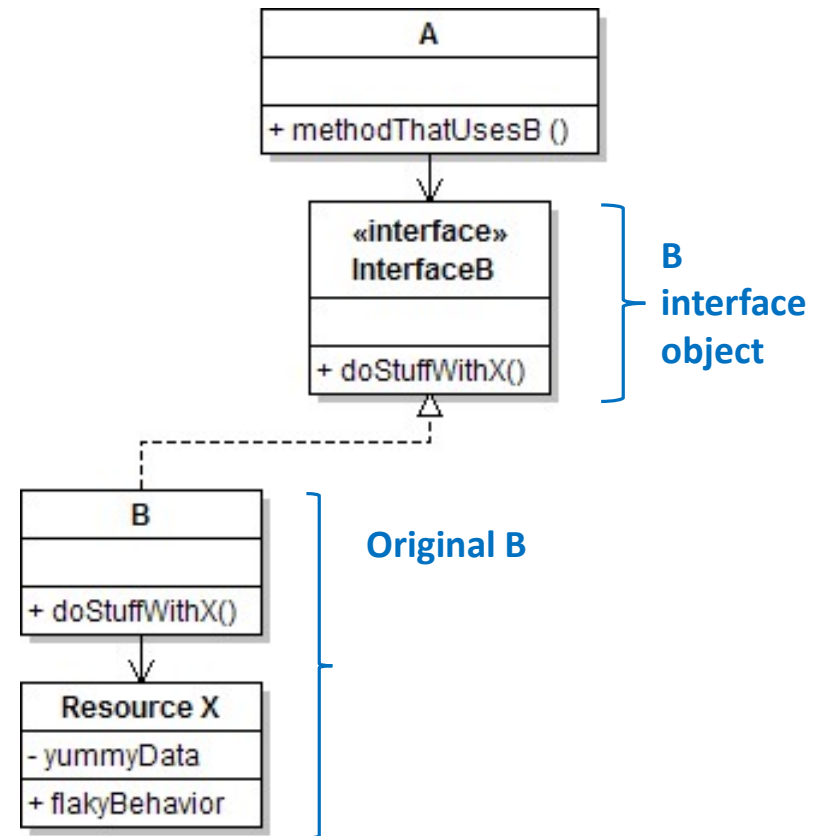 A
+ methodThatUsesB ()
«interface»
InterfaceB
+ doStuffWithX()
B
interface
object
B
+ doStuffWithX()
Original B
Resource X
- yummyData
+ flakyBehavior